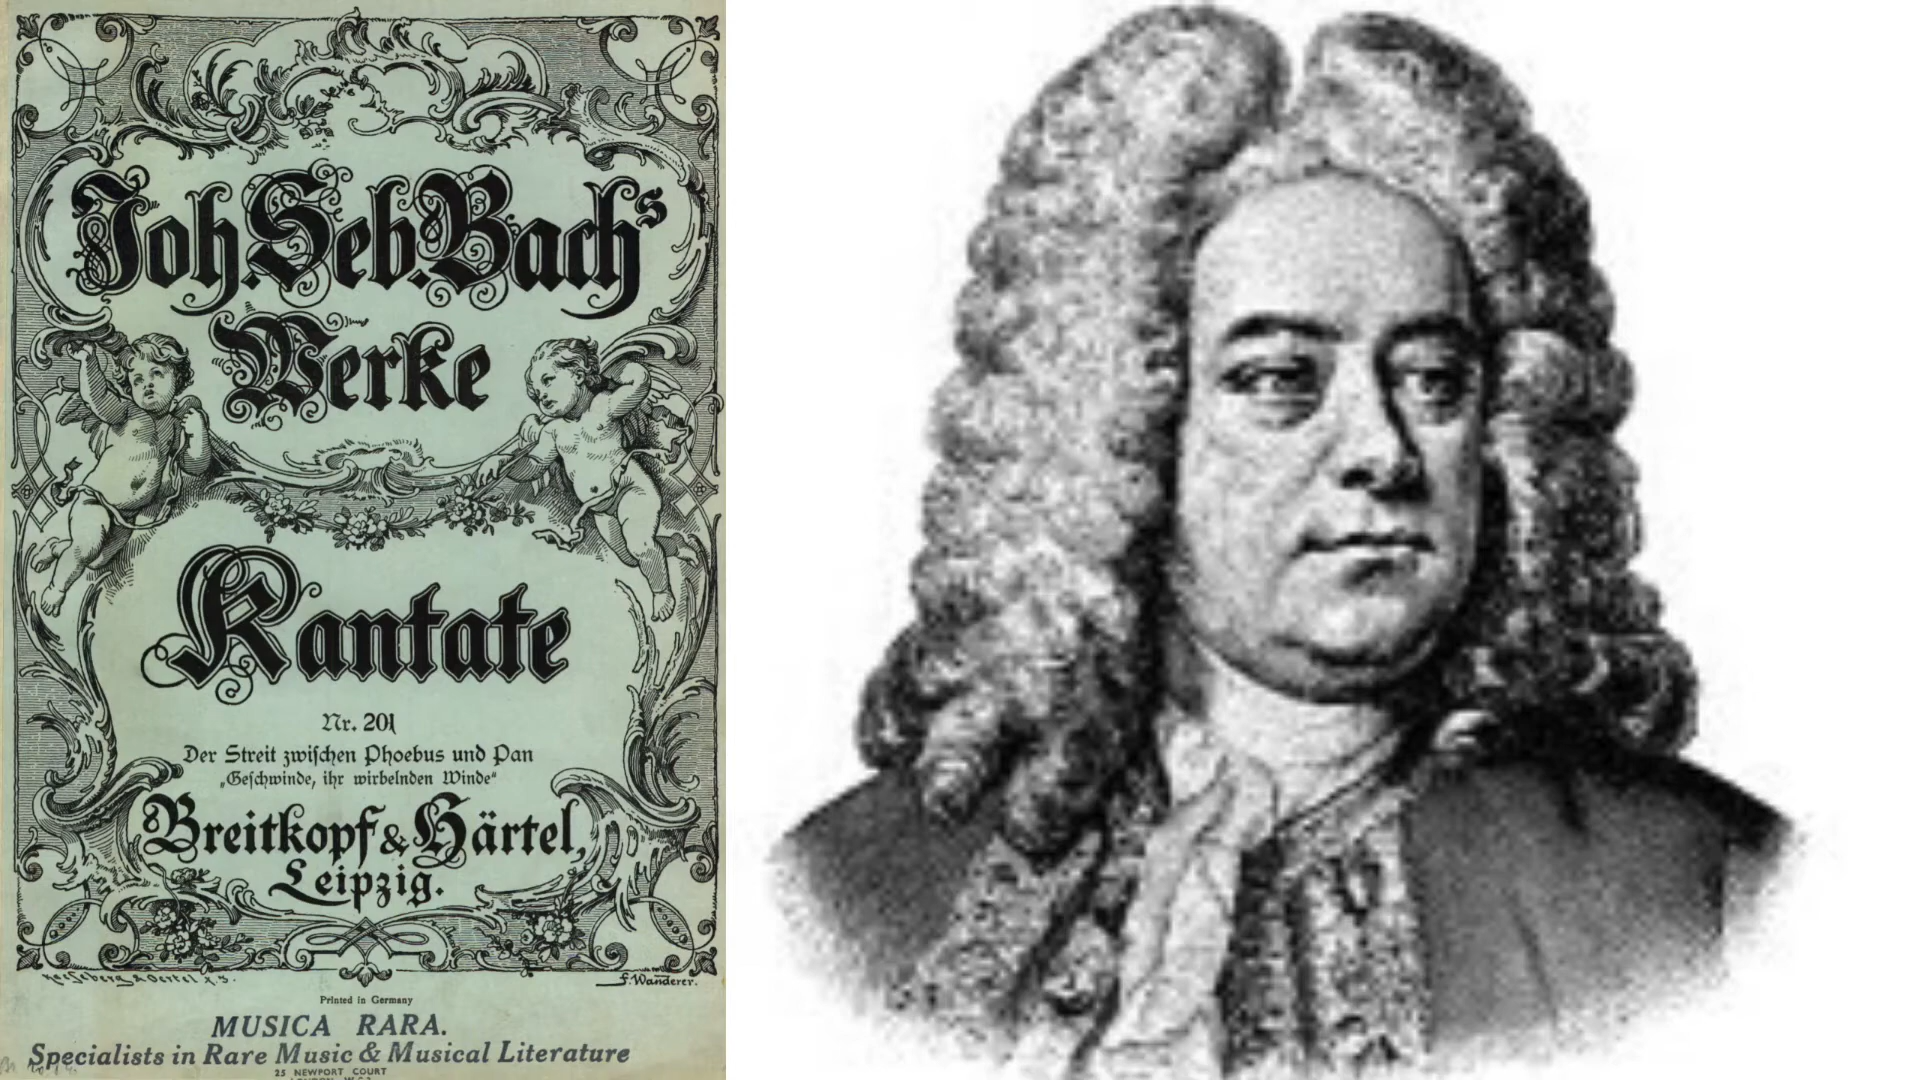 Joh. Seb. Bachs
Werke
Kantate
Nr. 201
Der Streit zwischen Phoebus und Pan
„Geschwinde, ihr wirbelnden Winde“
Breitkopf & Härtel,
Leipzig.
F. Wanderer.
Printed in Germany
MUSICA RARA.
Specialists in Rare Music & Musical Literature
25 NEWPORT COURT